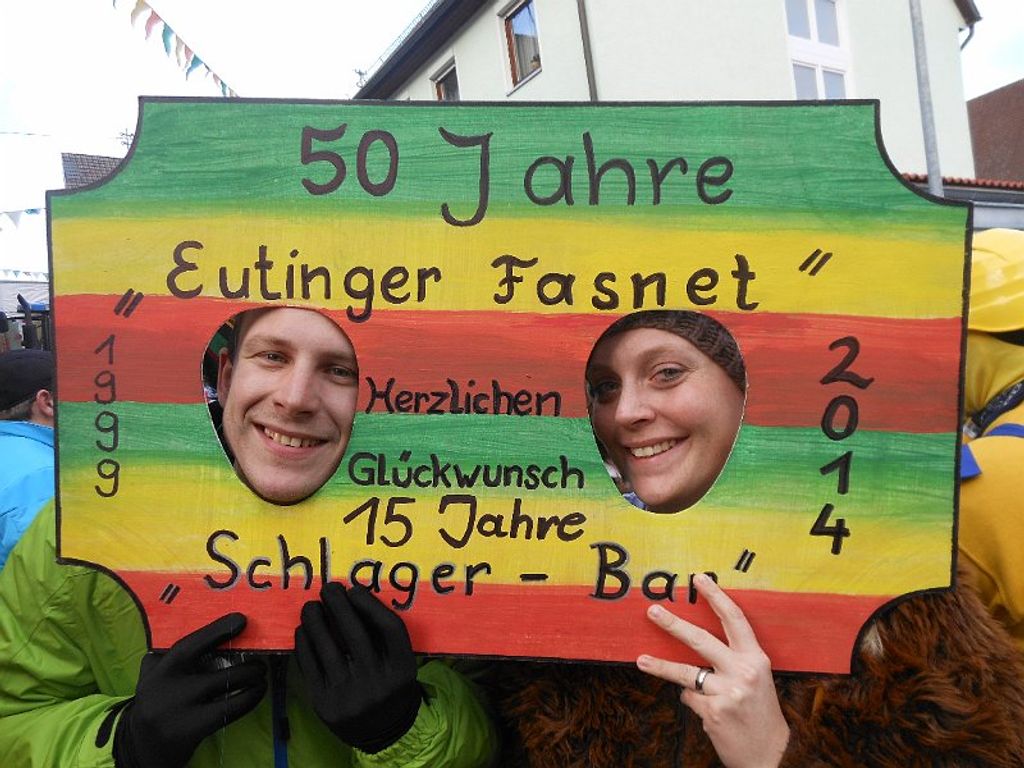 50 Jahre
"Eutinger Fasnet"
1999
Herzlichen
Glückwunsch
15 Jahre
"Schlager - Bar"
2014